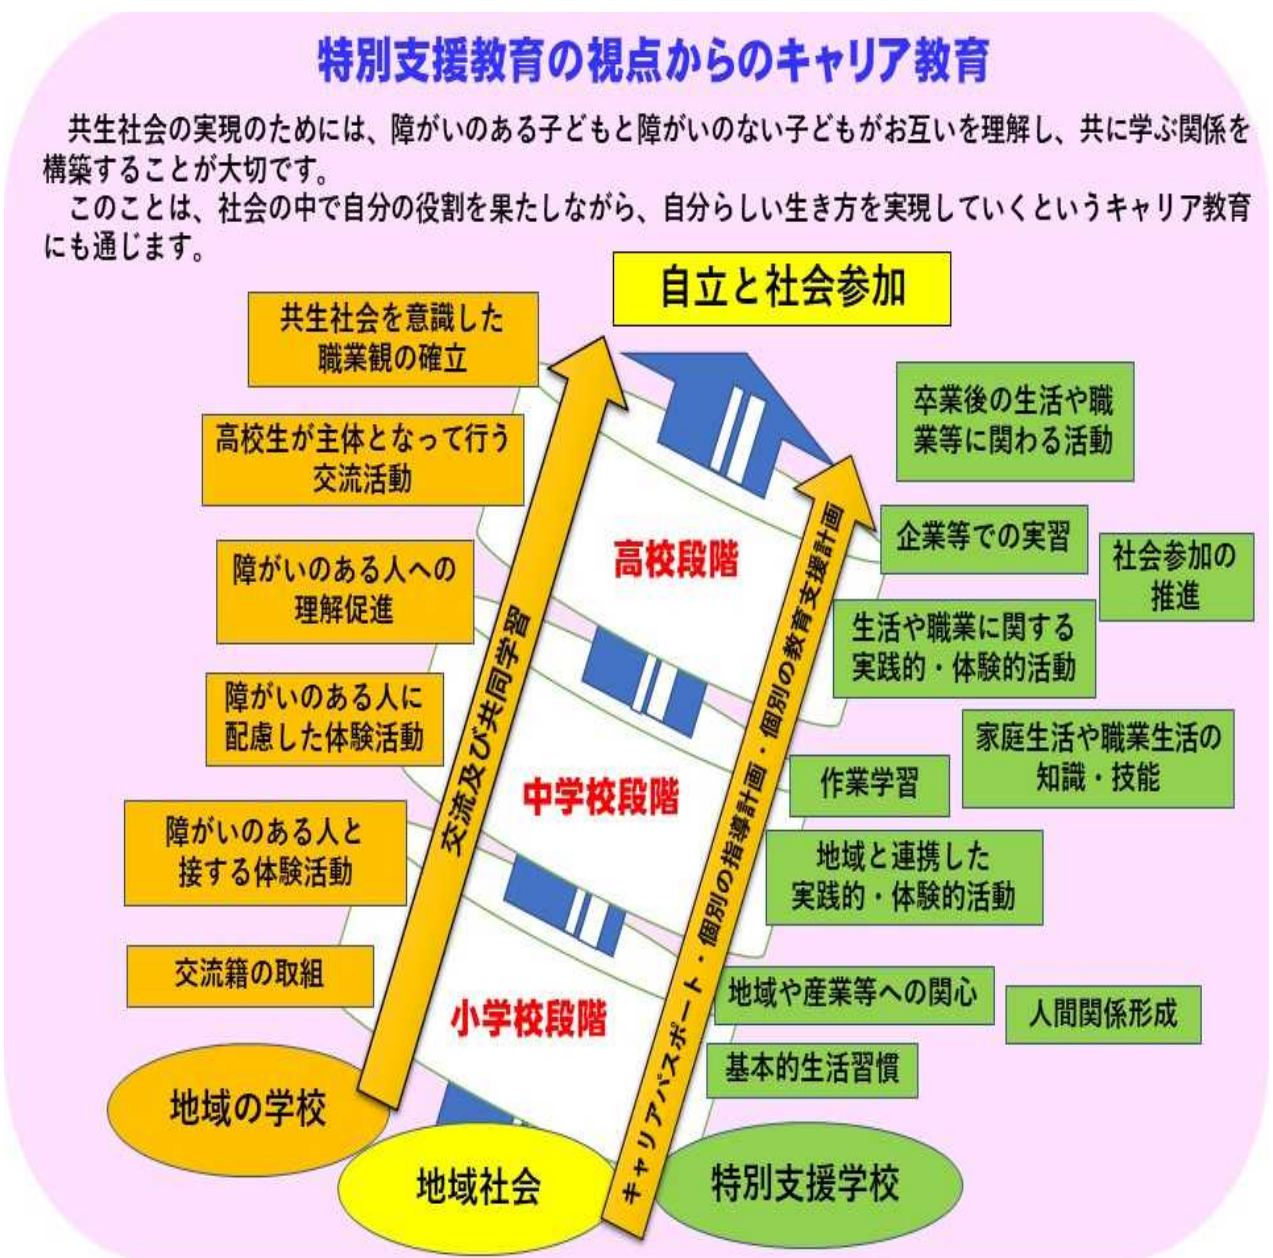 特別支援教育の視点からのキャリア教育
共生社会の実現のためには、障がいのある子どもと障がいのない子どもがお互いを理解し、共に学ぶ関係を
構築することが大切です。
このことは、社会の中で自分の役割を果たしながら、自分らしい生き方を実現していくというキャリア教育
にも通じます。
自立と社会参加
共生社会を意識した
職業観の確立
高校生が主体となって行う
交流活動
障がいのある人への
理解促進
障がいのある人に
配慮した体験活動
障がいのある人と
接する体験活動
交流籍の取組
地域の学校
交流及び共同学習
高校段階
中学校段階
小学校段階
地域社会
キャリアパスポート・個別の指導計画・個別の教育支援計画
卒業後の生活や職
業等に関わる活動
企業等での実習
社会参加の
推進
生活や職業に関する
実践的・体験的活動
家庭生活や職業生活の
知識・技能
作業学習
地域と連携した
実践的・体験的活動
地域や産業等への関心
人間関係形成
基本的生活習慣
特別支援学校